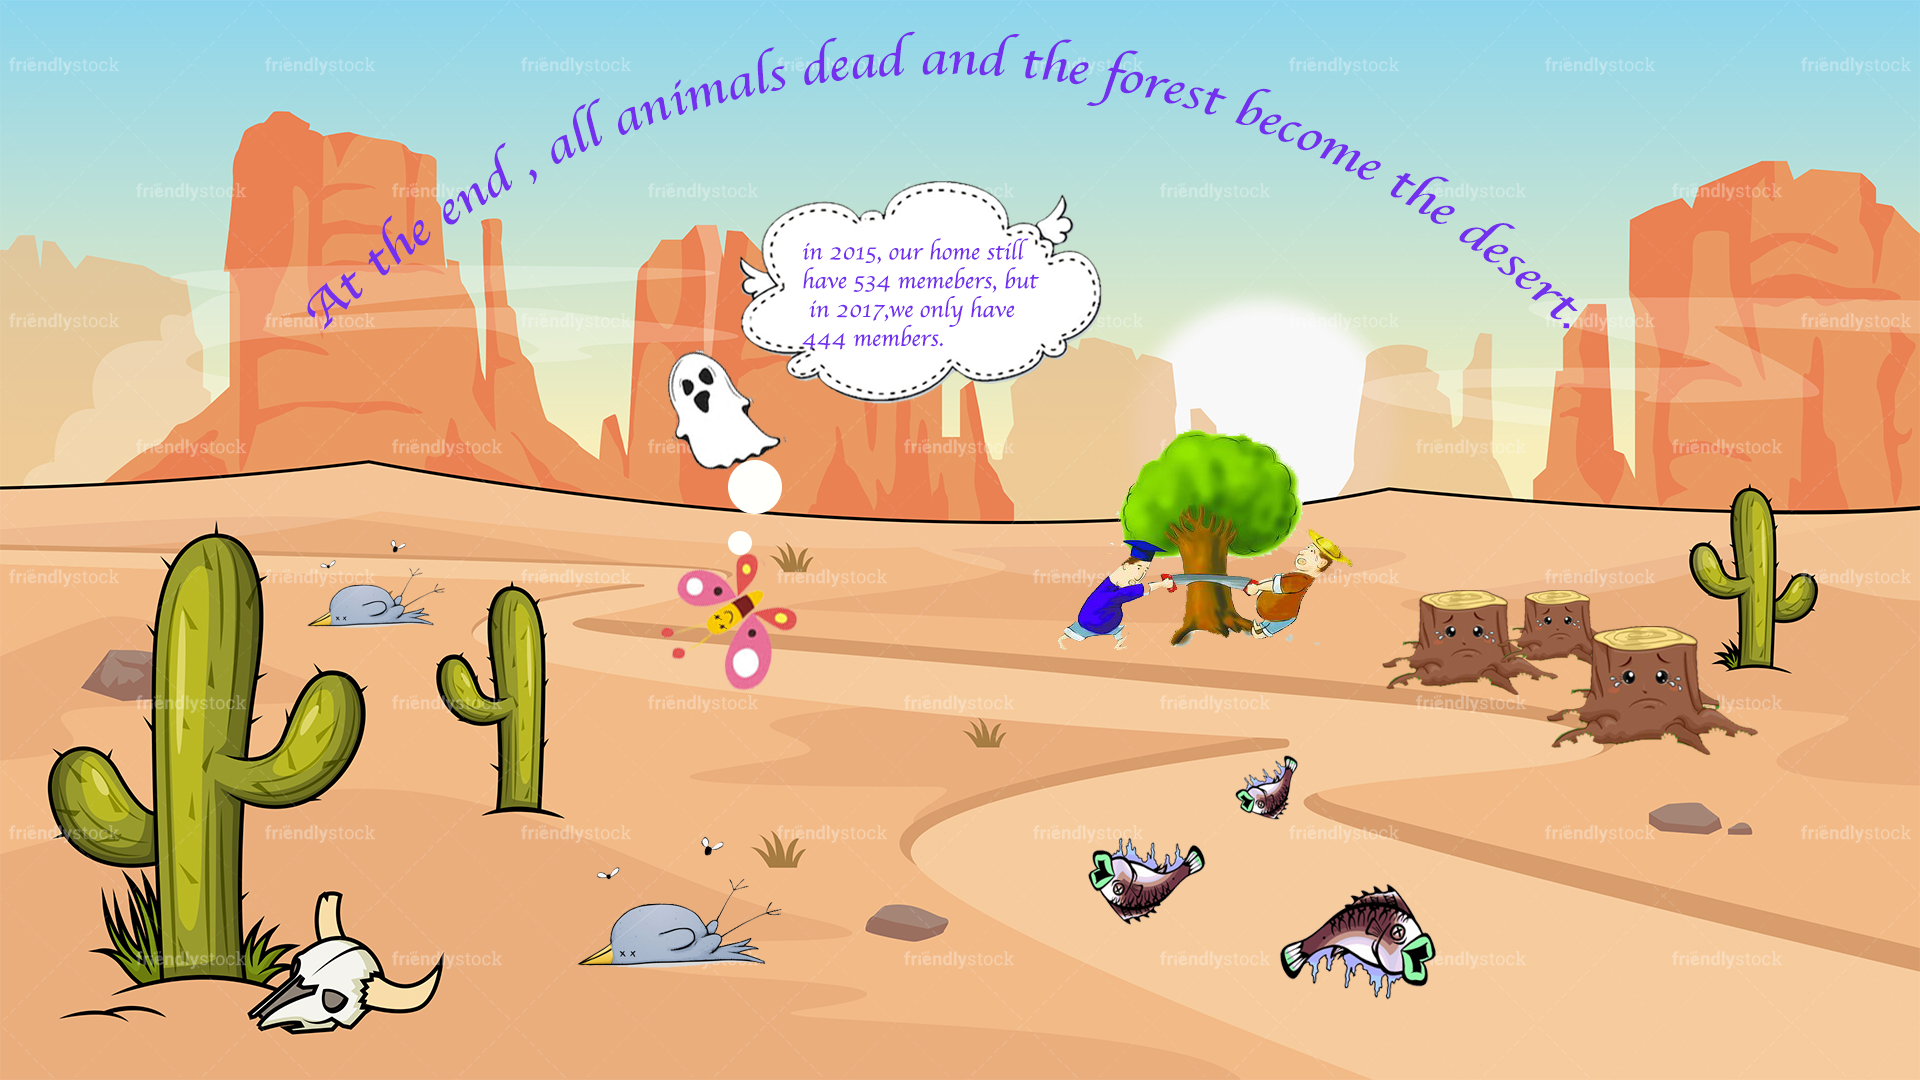 At the end , all animals dead and the forest become the desert.
in 2015, our home still
have 534 memebers, but
in 2017,we only have
444 members.
friendlystock